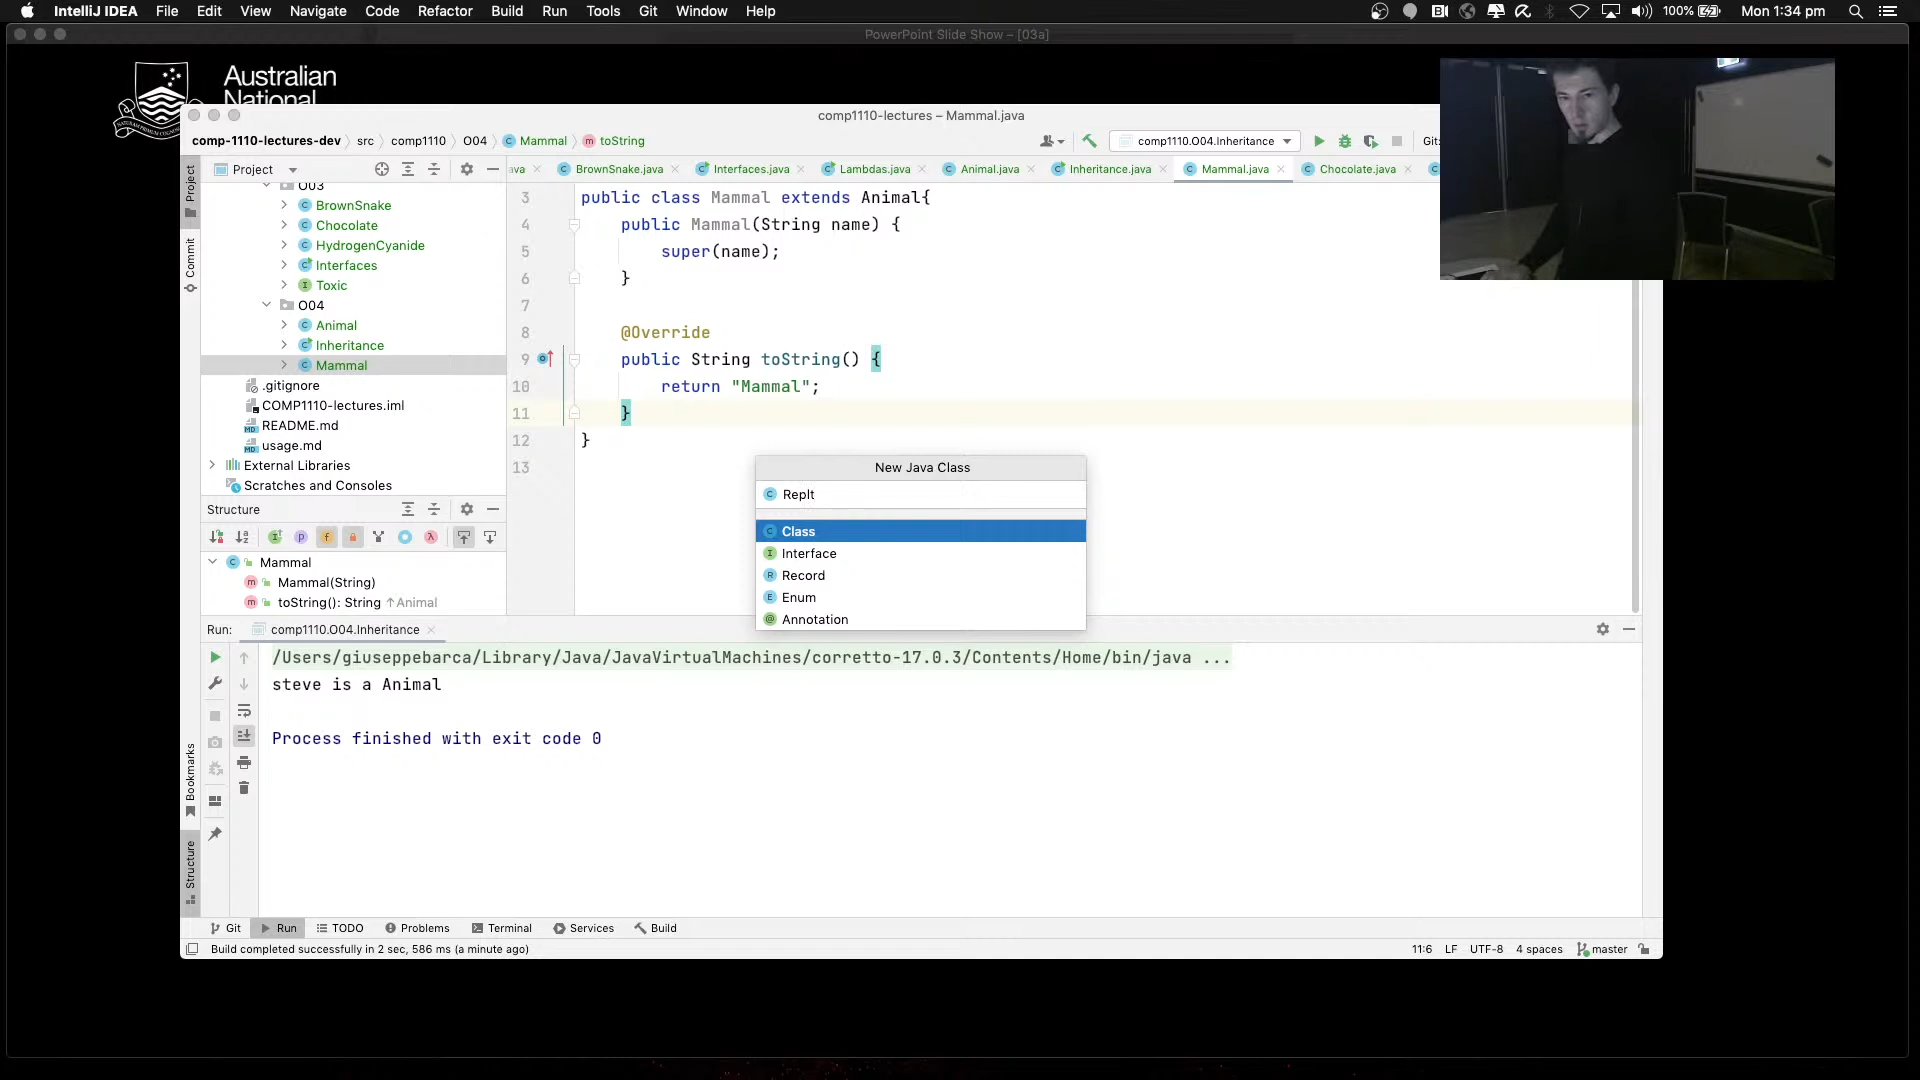 IntelliJ IDEA File Edit View Navigate Code Refactor Build Run Tools Git Window Help 100% Mon 1:34 pm
PowerPoint Slide Show – [03a]
Australian
National
comp1110-lectures – Mammal.java
comp-1110-lectures-dev src comp1110 O04 Mammal toString comp1110.O04.Inheritance Git:
Project
ava BrownSnake.java Interfaces.java Lambdas.java Animal.java Inheritance.java Mammal.java Chocolate.java
O03
BrownSnake
Chocolate
HydrogenCyanide
Interfaces
Toxic
O04
Animal
Inheritance
Mammal
.gitignore
COMP1110-lectures.iml
README.md
usage.md
External Libraries
Scratches and Consoles
Project
Commit
Bookmarks
Structure
3 public class Mammal extends Animal{
4 public Mammal(String name) {
5 super(name);
6 }
7
8 @Override
9 public String toString() {
10 return "Mammal";
11 }
12 }
13
New Java Class
Replt
Class
Interface
Record
Enum
Annotation
Structure
Mammal
Mammal(String)
toString(): String ↑Animal
Run: comp1110.O04.Inheritance
/Users/giuseppebarca/Library/Java/JavaVirtualMachines/corretto-17.0.3/Contents/Home/bin/java ...
steve is a Animal
Process finished with exit code 0
Git Run TODO Problems Terminal Services Build
Build completed successfully in 2 sec, 586 ms (a minute ago) 11:6 LF UTF-8 4 spaces master